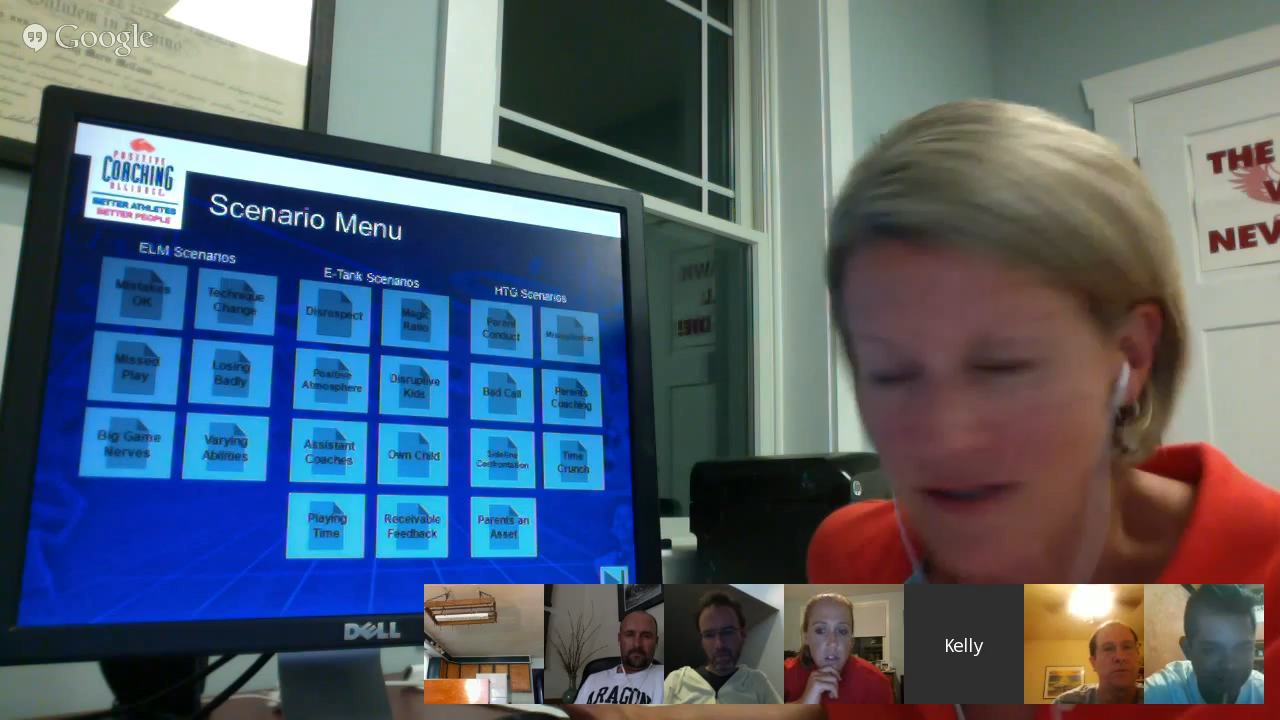 Google
POSITIVE
COACHING
ALLIANCE
BETTER ATHLETES
BETTER PEOPLE
Scenario Menu
ELM Scenarios
E-Tank Scenarios
HTG Scenarios
Mistakes
OK
Technique
Change
Disrespect
Magic
Ratio
Parent
Conduct
Missed
Play
Losing
Badly
Positive
Atmosphere
Disruptive
Kids
Bad Call
Parents
Coaching
Big Game
Nerves
Varying
Abilities
Assistant
Coaches
Own Child
Sideline
Confrontation
Time
Crunch
Playing
Time
Receivable
Feedback
Parents an
Asset
DELL
hp
THE
NEV
ARAGON
Kelly